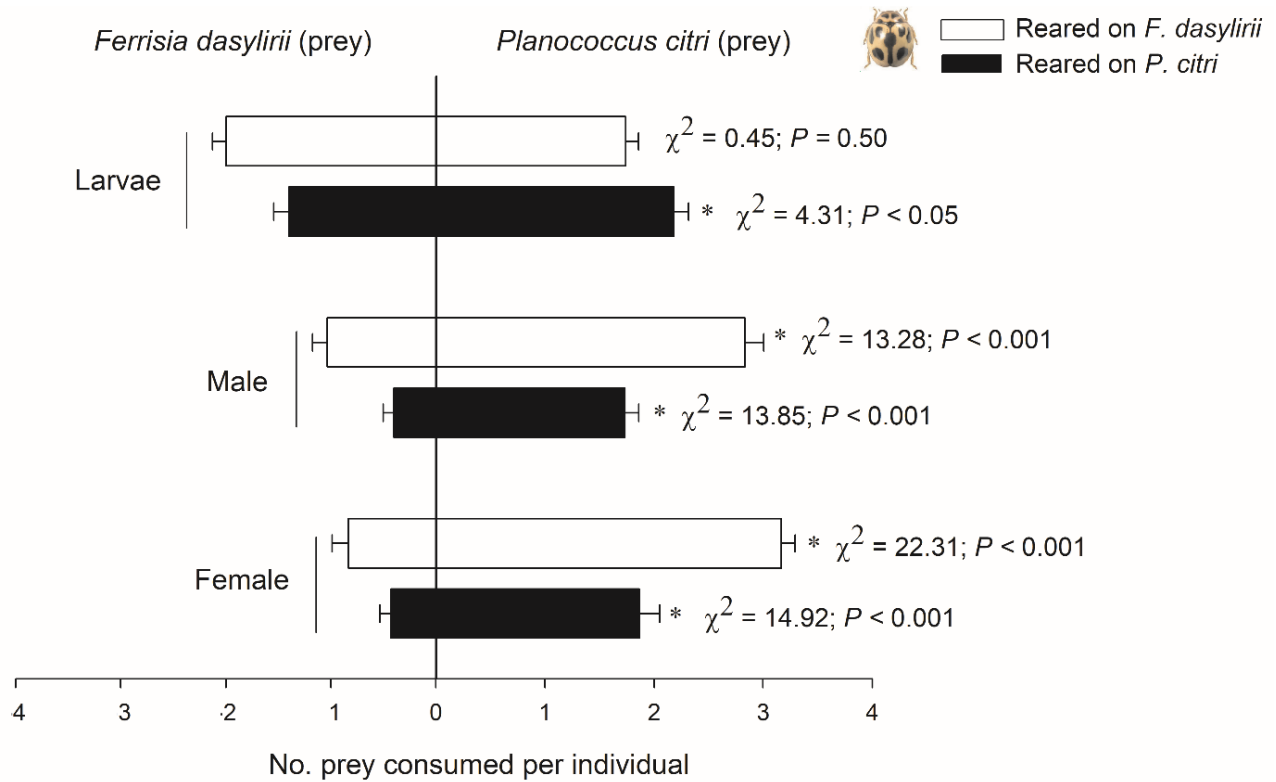 Ferrisia dasylirii (prey) Planococcus citri (prey)
Reared on F. dasylirii
Reared on P. citri
Larvae
χ2 = 0.45; P = 0.50
* χ2 = 4.31; P < 0.05
Male
* χ2 = 13.28; P < 0.001
* χ2 = 13.85; P < 0.001
Female
* χ2 = 22.31; P < 0.001
* χ2 = 14.92; P < 0.001
-4 3 -2 1 0 1 2 3 4
No. prey consumed per individual